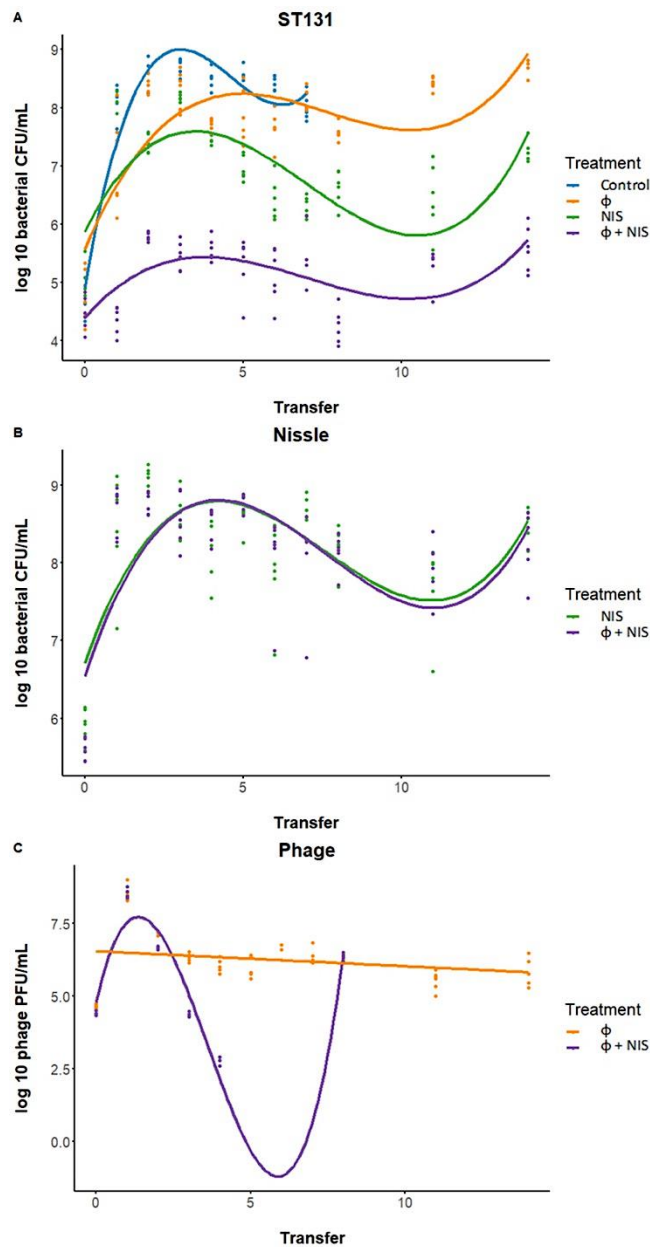 A
ST131
9
8
7
6
5
4
log 10 bacterial CFU/mL
0
5
10
Transfer
Treatment
Control
ϕ
NIS
ϕ + NIS
B
Nissle
9
8
7
6
log 10 bacterial CFU/mL
0
5
10
Transfer
Treatment
NIS
ϕ + NIS
C
Phage
7.5
5.0
2.5
0.0
log 10 phage PFU/mL
0
5
10
Transfer
Treatment
ϕ
ϕ + NIS